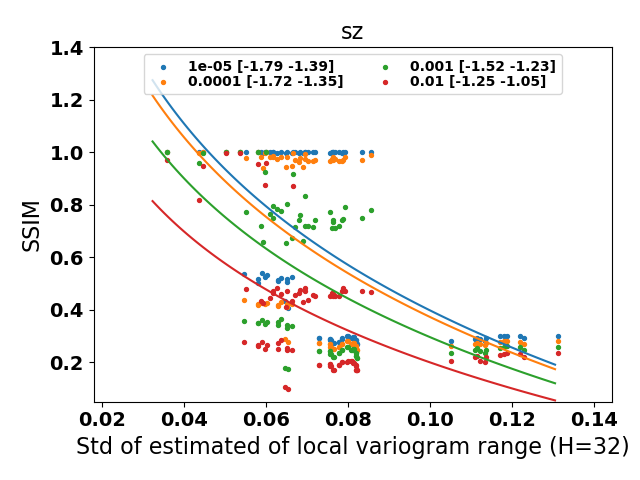 sz
1e-05 [-1.79 -1.39]
0.0001 [-1.72 -1.35]
0.001 [-1.52 -1.23]
0.01 [-1.25 -1.05]
SSIM
1.4
1.2
1.0
0.8
0.6
0.4
0.2
0.02 0.04 0.06 0.08 0.10 0.12 0.14
Std of estimated of local variogram range (H=32)